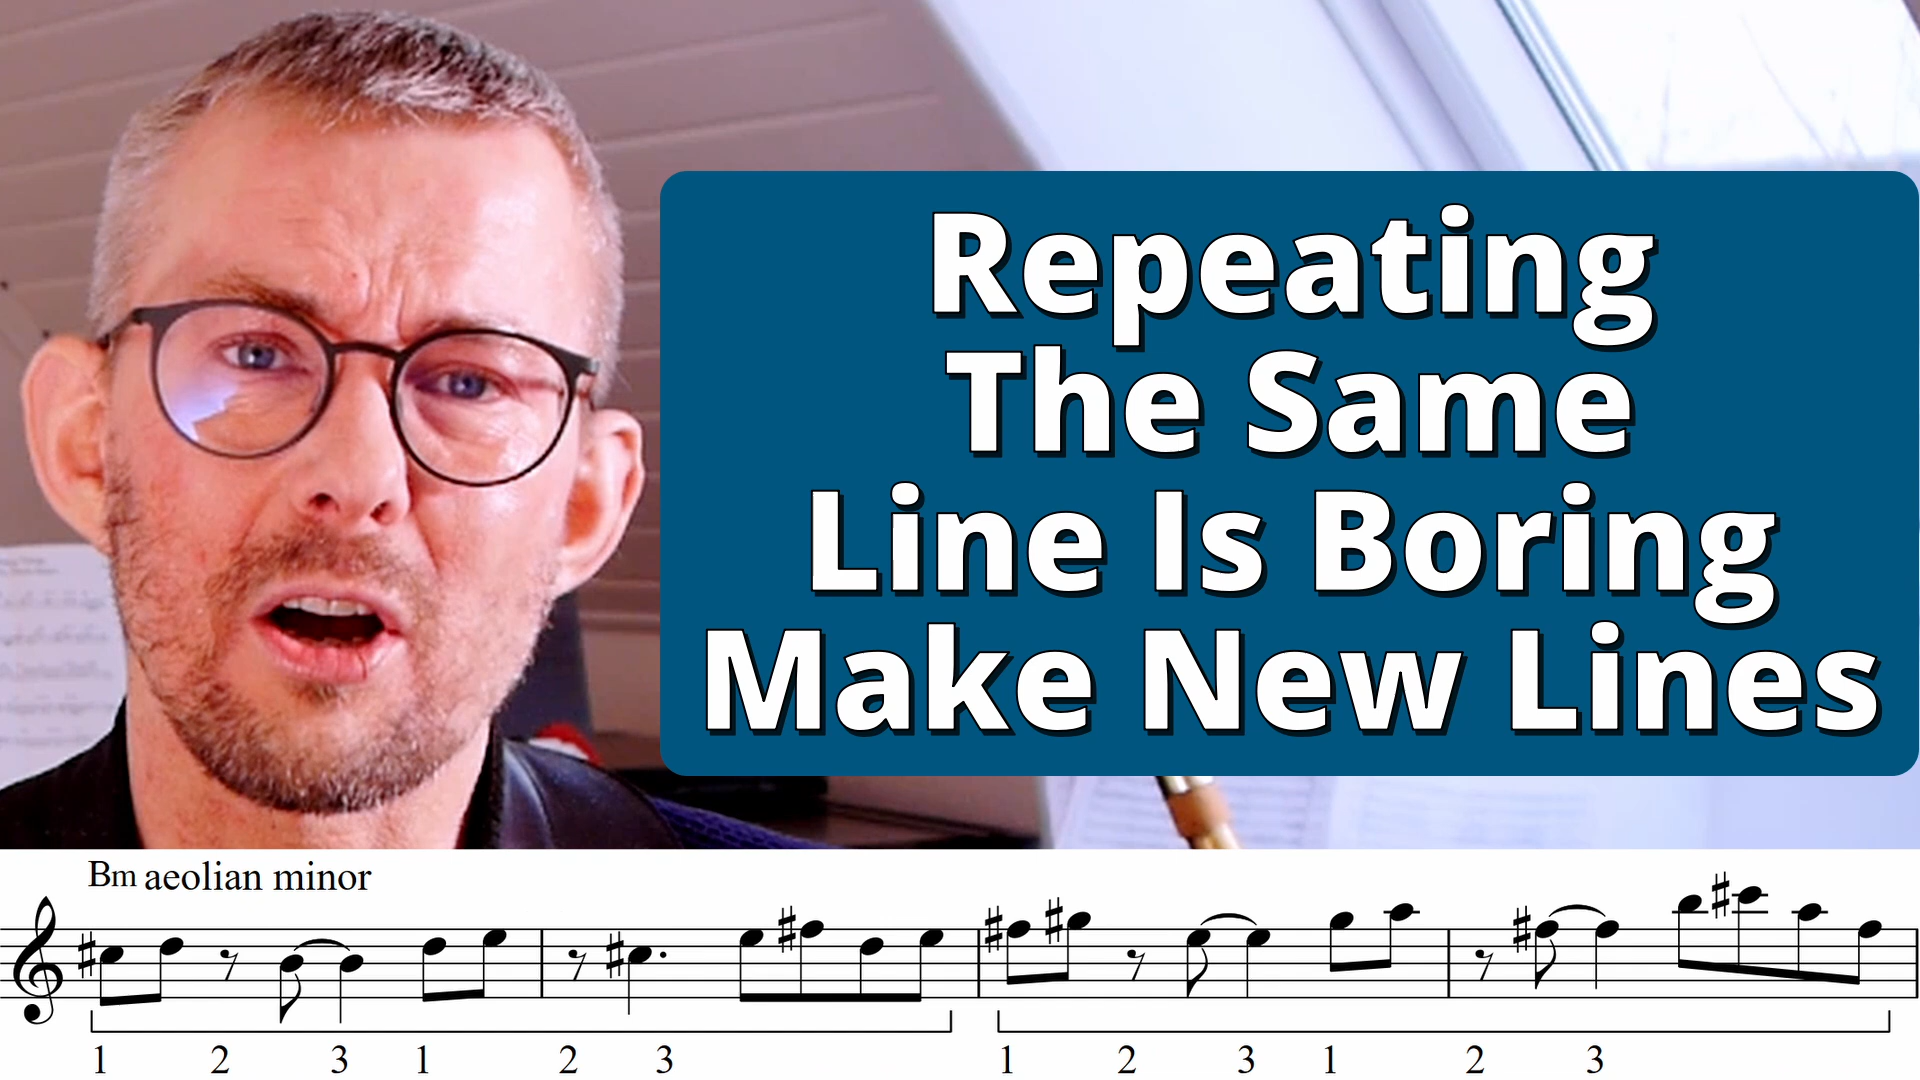 Repeating
The Same
Line Is Boring
Make New Lines
Bm aeolian minor
1 2 3 1 2 3 1 2 3 1 2 3